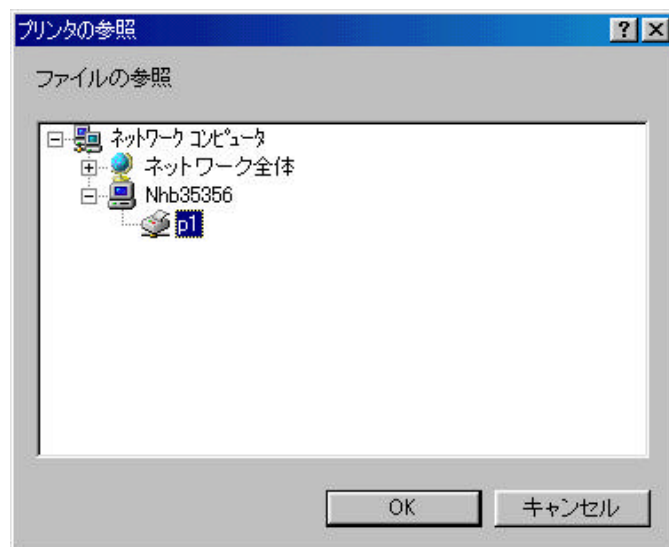 プリンタの参照
ファイルの参照
ネットワーク コンピュータ
ネットワーク全体
Nhb35356
p1
OK キャンセル